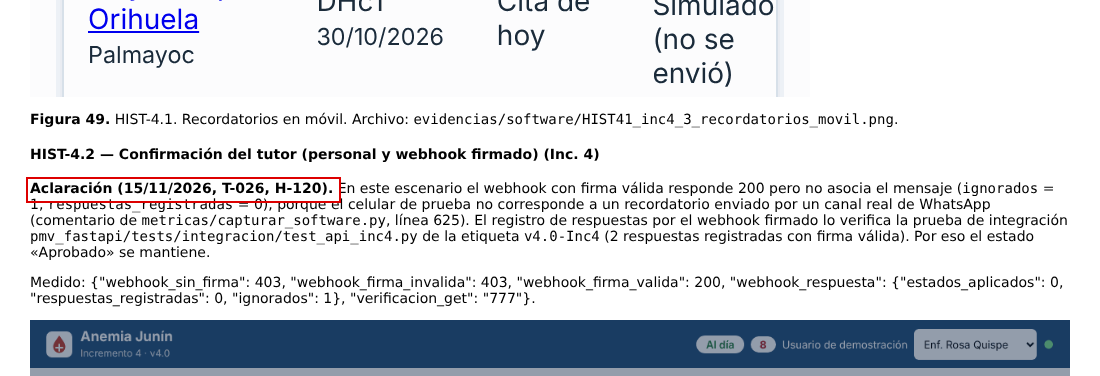 Orihuela
Palmayoc
30/10/2026
Cita de
hoy
Simulado
(no se
envió)
Figura 49. HIST-4.1. Recordatorios en móvil. Archivo: evidencias/software/HIST41_inc4_3_recordatorios_movil.png.
HIST-4.2 — Confirmación del tutor (personal y webhook firmado) (Inc. 4)
Aclaración (15/11/2026, T-026, H-120). En este escenario el webhook con firma válida responde 200 pero no asocia el mensaje (ignorados =
1, respuestas_registradas = 0), porque el celular de prueba no corresponde a un recordatorio enviado por un canal real de WhatsApp
(comentario de metricas/capturar_software.py, línea 625). El registro de respuestas por el webhook firmado lo verifica la prueba de integración
pmv_fastapi/tests/integracion/test_api_inc4.py de la etiqueta v4.0-Inc4 (2 respuestas registradas con firma válida). Por eso el estado
«Aprobado» se mantiene.
Medido: {"webhook_sin_firma": 403, "webhook_firma_invalida": 403, "webhook_firma_valida": 200, "webhook_respuesta": {"estados_aplicados": 0,
"respuestas_registradas": 0, "ignorados": 1}, "verificacion_get": "777"}.
Anemia Junín
Incremento 4 · v4.0
Al día 8 Usuario de demostración Enf. Rosa Quispe